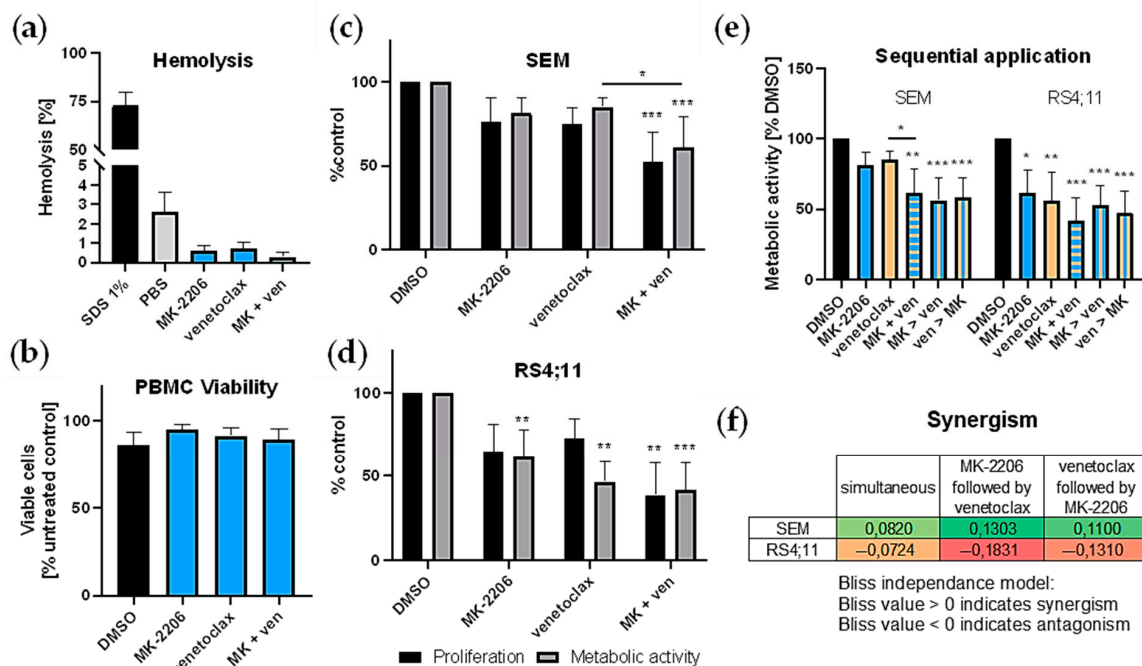 (a)
Hemolysis
Hemolysis [%]
100
75
50
5
4
3
2
1
0
SDS 1%
PBS
MK-2206
venetoclax
MK + ven
(b)
PBMC Viability
Viable cells
[% untreated control]
100
50
0
DMSO
MK-2206
venetoclax
MK + ven
(c)
SEM
%control
100
50
0
*
***
***
DMSO
MK-2206
venetoclax
MK + ven
(d)
RS4;11
% control
100
50
0
**
**
**
***
DMSO
MK-2206
venetoclax
MK + ven
Proliferation
Metabolic activity
(e)
Sequential application
Metabolic activity [% DMSO]
150
100
50
0
SEM
RS4;11
*
**
***
***
*
**
***
***
***
DMSO
MK-2206
venetoclax
MK + ven
MK > ven
ven > MK
DMSO
MK-2206
venetoclax
MK + ven
MK > ven
ven > MK
(f)
Synergism
simultaneous
MK-2206
followed by
venetoclax
venetoclax
followed by
MK-2206
SEM 0,0820 0,1303 0,1100
RS4;11 −0,0724 −0,1831 −0,1310
Bliss independance model:
Bliss value > 0 indicates synergism
Bliss value < 0 indicates antagonism